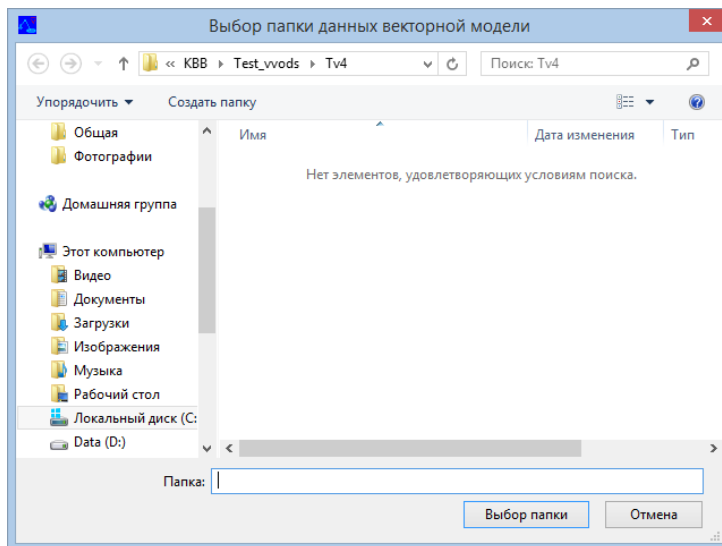 Выбор папки данных векторной модели
« KBB Test_vvods Tv4
Поиск: Tv4
Упорядочить
Создать папку
Общая
Фотографии
Домашняя группа
Этот компьютер
Видео
Документы
Загрузки
Изображения
Музыка
Рабочий стол
Локальный диск (C:
Data (D:)
Имя
Дата изменения
Тип
Нет элементов, удовлетворяющих условиям поиска.
Папка:
Выбор папки
Отмена